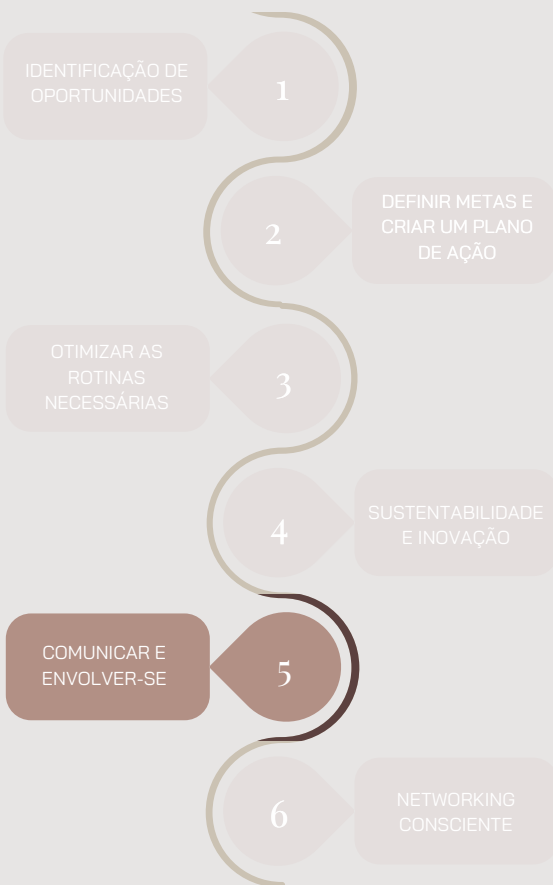 IDENTIFICAÇÃO DE
OPORTUNIDADES
1
2
DEFINIR METAS E
CRIAR UM PLANO
DE AÇÃO
OTIMIZAR AS
ROTINAS
NECESSÁRIAS
3
4
SUSTENTABILIDADE
E INOVAÇÃO
COMUNICAR E
ENVOLVER-SE
5
6
NETWORKING
CONSCIENTE